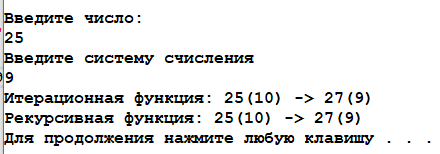 Введите число:
25
Введите систему счисления
9
Итерационная функция: 25(10) -> 27(9)
Рекурсивная функция: 25(10) -> 27(9)
Для продолжения нажмите любую клавишу . . .